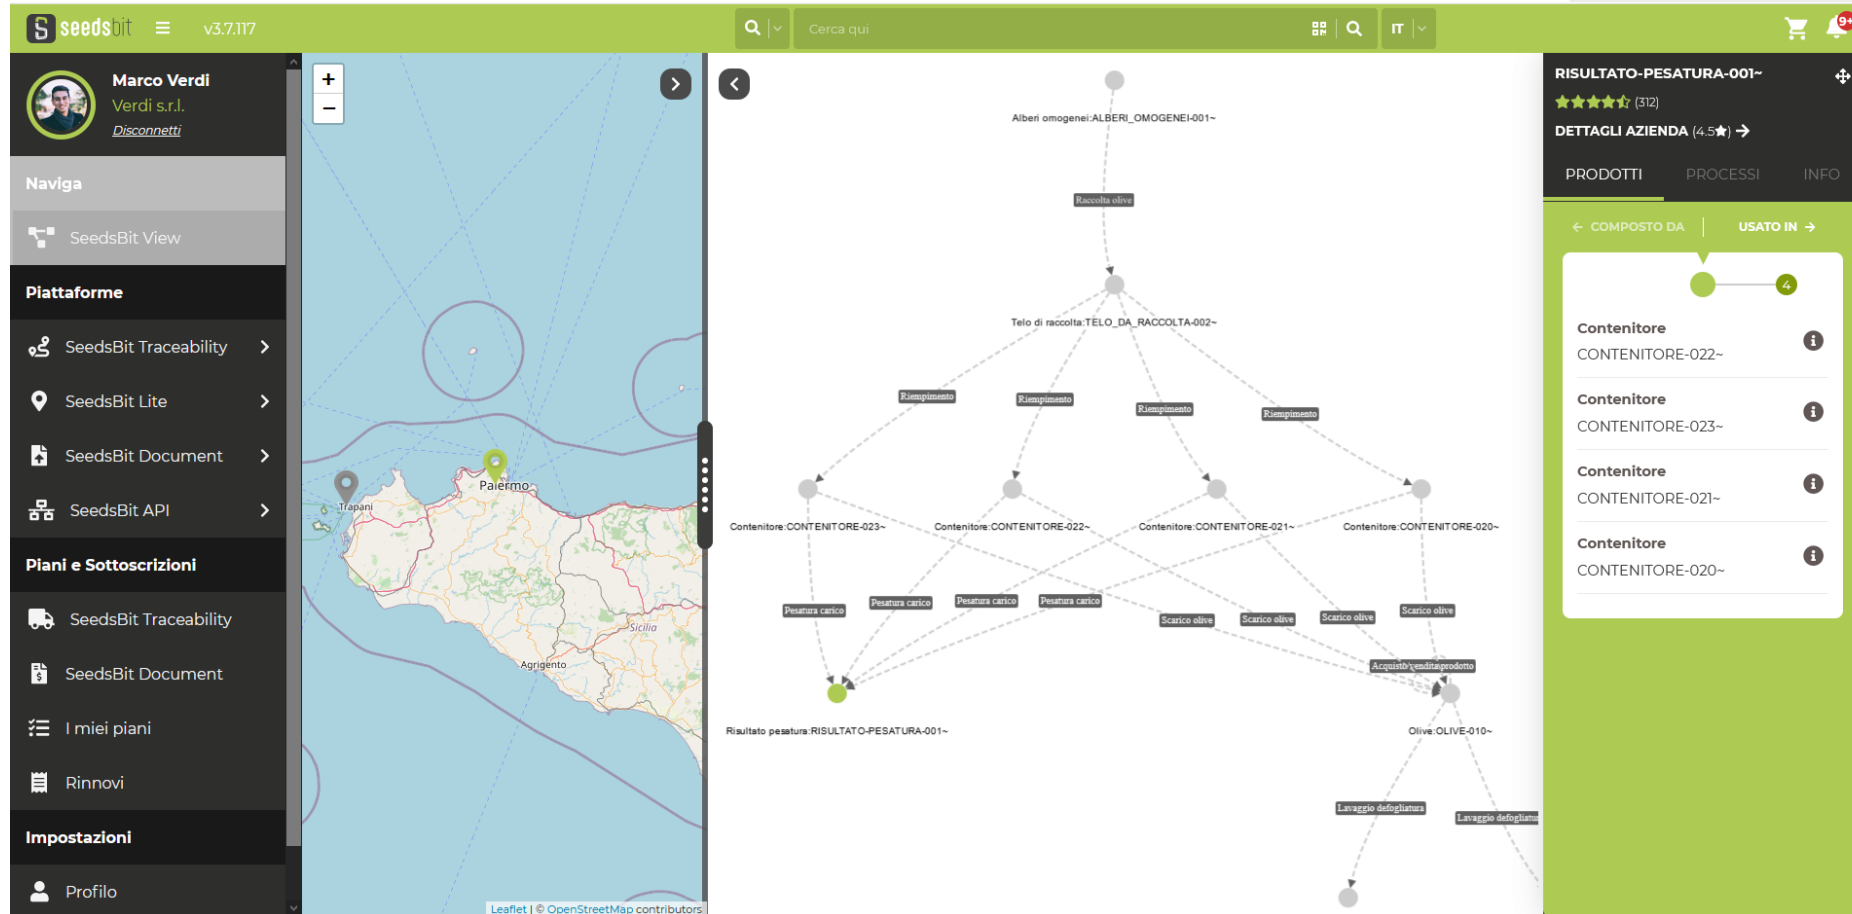 seedsbit
v3.7.117
Cerca qui
IT
9+
Marco Verdi
Verdi s.r.l.
Disconnetti
Naviga
SeedsBit View
Piattaforme
SeedsBit Traceability
SeedsBit Lite
SeedsBit Document
SeedsBit API
Piani e Sottoscrizioni
SeedsBit Traceability
SeedsBit Document
I miei piani
Rinnovi
Impostazioni
Profilo
+
−
Palermo
Trapani
Sicilia
Agrigento
Leaflet | © OpenStreetMap contributors
Alberi omogenei:ALBERI_OMOGENEI-001~
Raccolta olive
Telo di raccolta:TELO_DA_RACCOLTA-002~
Riempimento
Riempimento
Riempimento
Riempimento
Contenitore:CONTENITORE-023~
Contenitore:CONTENITORE-022~
Contenitore:CONTENITORE-021~
Contenitore:CONTENITORE-020~
Pesatura carico
Pesatura carico
Pesatura carico
Pesatura carico
Scarico olive
Scarico olive
Scarico olive
Scarico olive
Acquisto/vendita prodotto
Risultato pesatura:RISULTATO-PESATURA-001~
Olive:OLIVE-010~
Lavaggio defogliatura
Lavaggio defogliatur
RISULTATO-PESATURA-001~
(312)
DETTAGLI AZIENDA (4.5★) →
PRODOTTI
PROCESSI
INFO
← COMPOSTO DA
USATO IN →
4
Contenitore
CONTENITORE-022~
Contenitore
CONTENITORE-023~
Contenitore
CONTENITORE-021~
Contenitore
CONTENITORE-020~